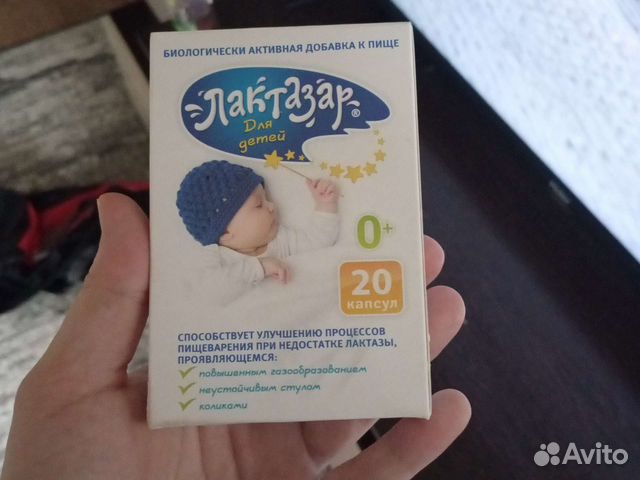 БИОЛОГИЧЕСКИ АКТИВНАЯ ДОБАВКА К ПИЩЕ
Лактазар®
Для
детей
0+
20
капсул
СПОСОБСТВУЕТ УЛУЧШЕНИЮ ПРОЦЕССОВ
ПИЩЕВАРЕНИЯ ПРИ НЕДОСТАТКЕ ЛАКТАЗЫ,
ПРОЯВЛЯЮЩЕМСЯ:
повышенным газообразованием
неустойчивым стулом
коликами
Avito